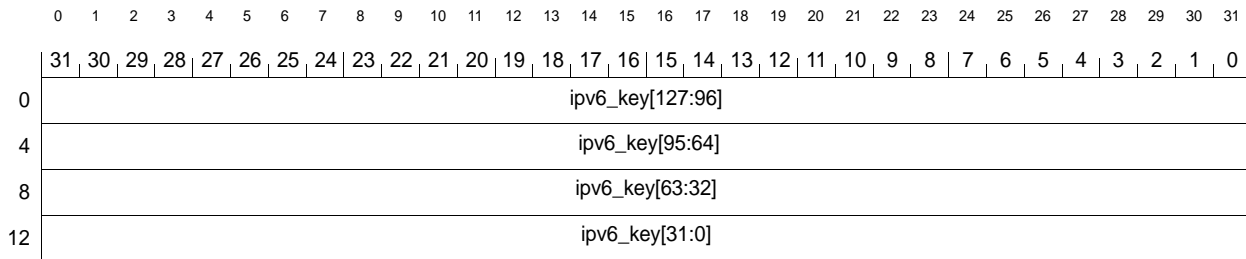 0 1 2 3 4 5 6 7 8 9 10 11 12 13 14 15 16 17 18 19 20 21 22 23 24 25 26 27 28 29 30 31
31 30 29 28 27 26 25 24 23 22 21 20 19 18 17 16 15 14 13 12 11 10 9 8 7 6 5 4 3 2 1 0
0 ipv6_key[127:96]
4 ipv6_key[95:64]
8 ipv6_key[63:32]
12 ipv6_key[31:0]